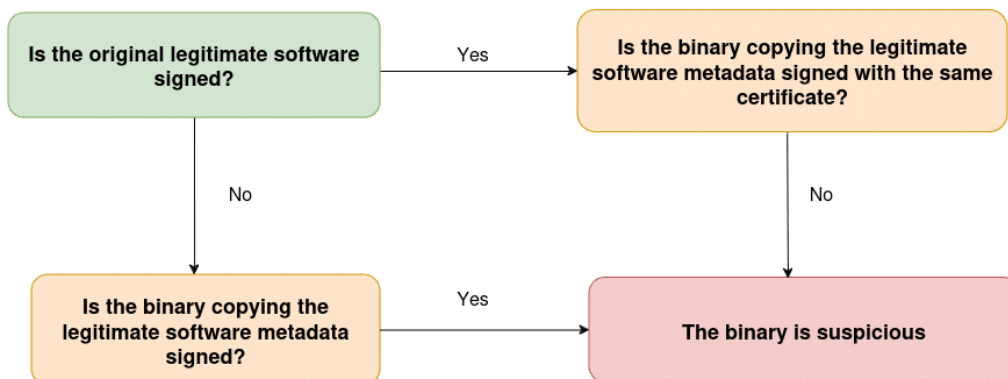 Is the original legitimate software
signed?
Yes
Is the binary copying the legitimate
software metadata signed with the same
certificate?
No
No
Is the binary copying the
legitimate software metadata
signed?
Yes
The binary is suspicious